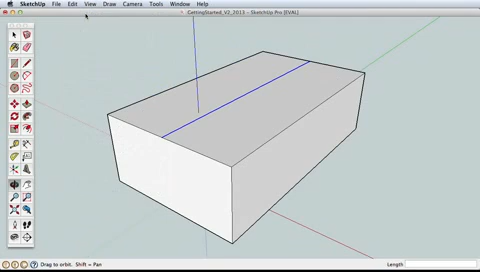 SketchUp File Edit View Draw Camera Tools Window Help
GettingStarted_V2_2013 – SketchUp Pro [EVAL]
Drag to orbit. Shift = Pan
Length